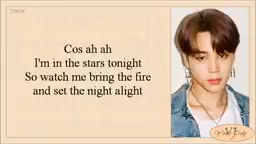 Cos ah ah
I'm in the stars tonight
So watch me bring the fire
and set the night alight